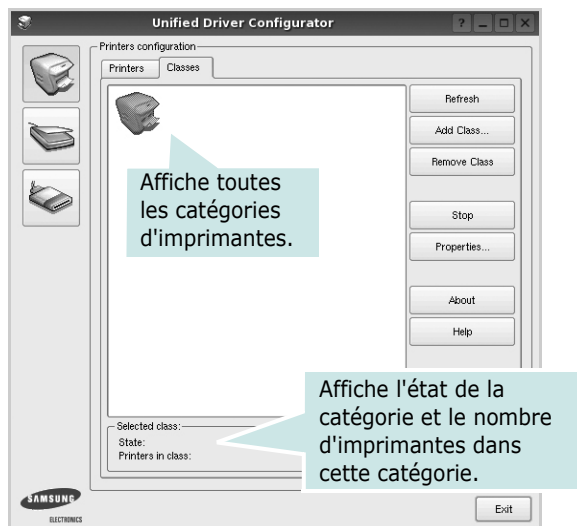 Unified Driver Configurator
Printers configuration
Printers
Classes
Refresh
Add Class...
Remove Class
Affiche toutes
les catégories
d'imprimantes.
Stop
Properties...
About
Help
Affiche l'état de la
catégorie et le nombre
d'imprimantes dans
cette catégorie.
Selected class:
State:
Printers in class:
SAMSUNG
ELECTRONICS
Exit